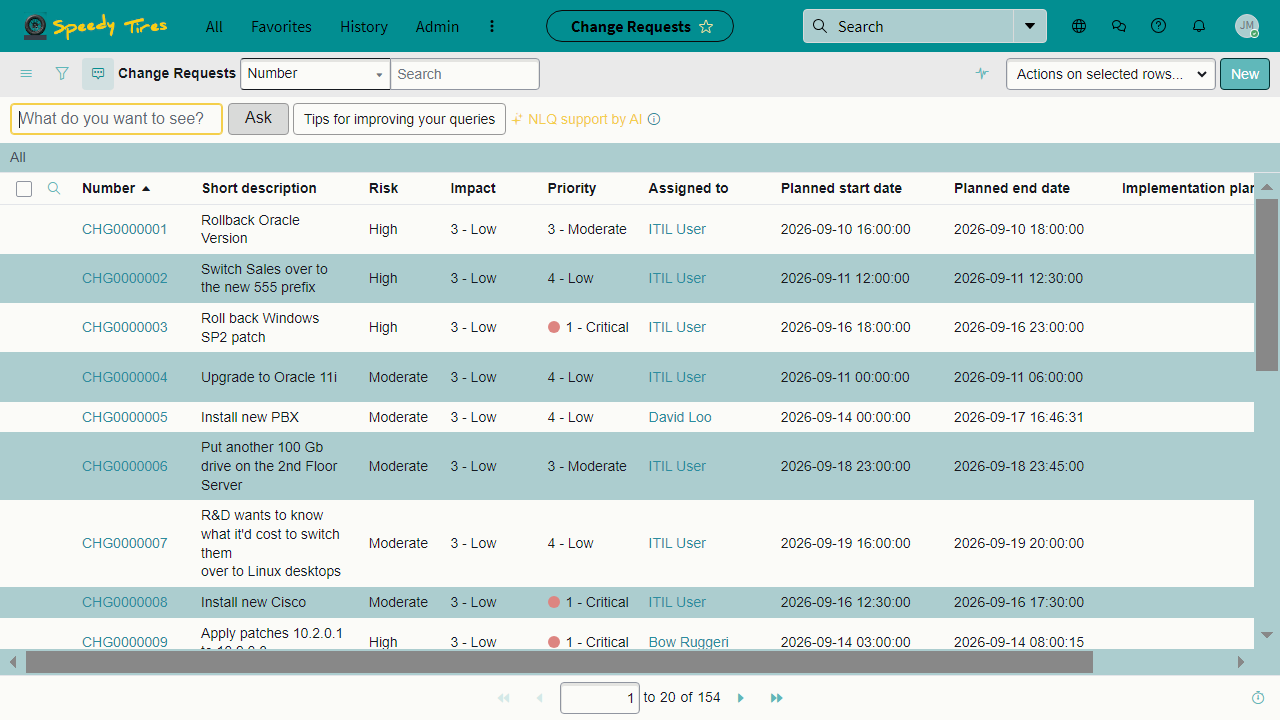 Speedy Tires
All
Favorites
History
Admin
Change Requests
Search
JM
Change Requests
Number
Search
Actions on selected rows...
New
What do you want to see?
Ask
Tips for improving your queries
NLQ support by AI
All
Number
Short description
Risk
Impact
Priority
Assigned to
Planned start date
Planned end date
Implementation plan
CHG0000001
Rollback Oracle
Version
High
3 - Low
3 - Moderate
ITIL User
2026-09-10 16:00:00
2026-09-10 18:00:00
CHG0000002
Switch Sales over to
the new 555 prefix
High
3 - Low
4 - Low
ITIL User
2026-09-11 12:00:00
2026-09-11 12:30:00
CHG0000003
Roll back Windows
SP2 patch
High
3 - Low
1 - Critical
ITIL User
2026-09-16 18:00:00
2026-09-16 23:00:00
CHG0000004
Upgrade to Oracle 11i
Moderate
3 - Low
4 - Low
ITIL User
2026-09-11 00:00:00
2026-09-11 06:00:00
CHG0000005
Install new PBX
Moderate
3 - Low
4 - Low
David Loo
2026-09-14 00:00:00
2026-09-17 16:46:31
CHG0000006
Put another 100 Gb
drive on the 2nd Floor
Server
Moderate
3 - Low
3 - Moderate
ITIL User
2026-09-18 23:00:00
2026-09-18 23:45:00
CHG0000007
R&D wants to know
what it'd cost to switch
them
over to Linux desktops
Moderate
3 - Low
4 - Low
ITIL User
2026-09-19 16:00:00
2026-09-19 20:00:00
CHG0000008
Install new Cisco
Moderate
3 - Low
1 - Critical
ITIL User
2026-09-16 12:30:00
2026-09-16 17:30:00
CHG0000009
Apply patches 10.2.0.1
High
3 - Low
1 - Critical
Bow Ruggeri
2026-09-14 03:00:00
2026-09-14 08:00:15
1
to 20 of 154